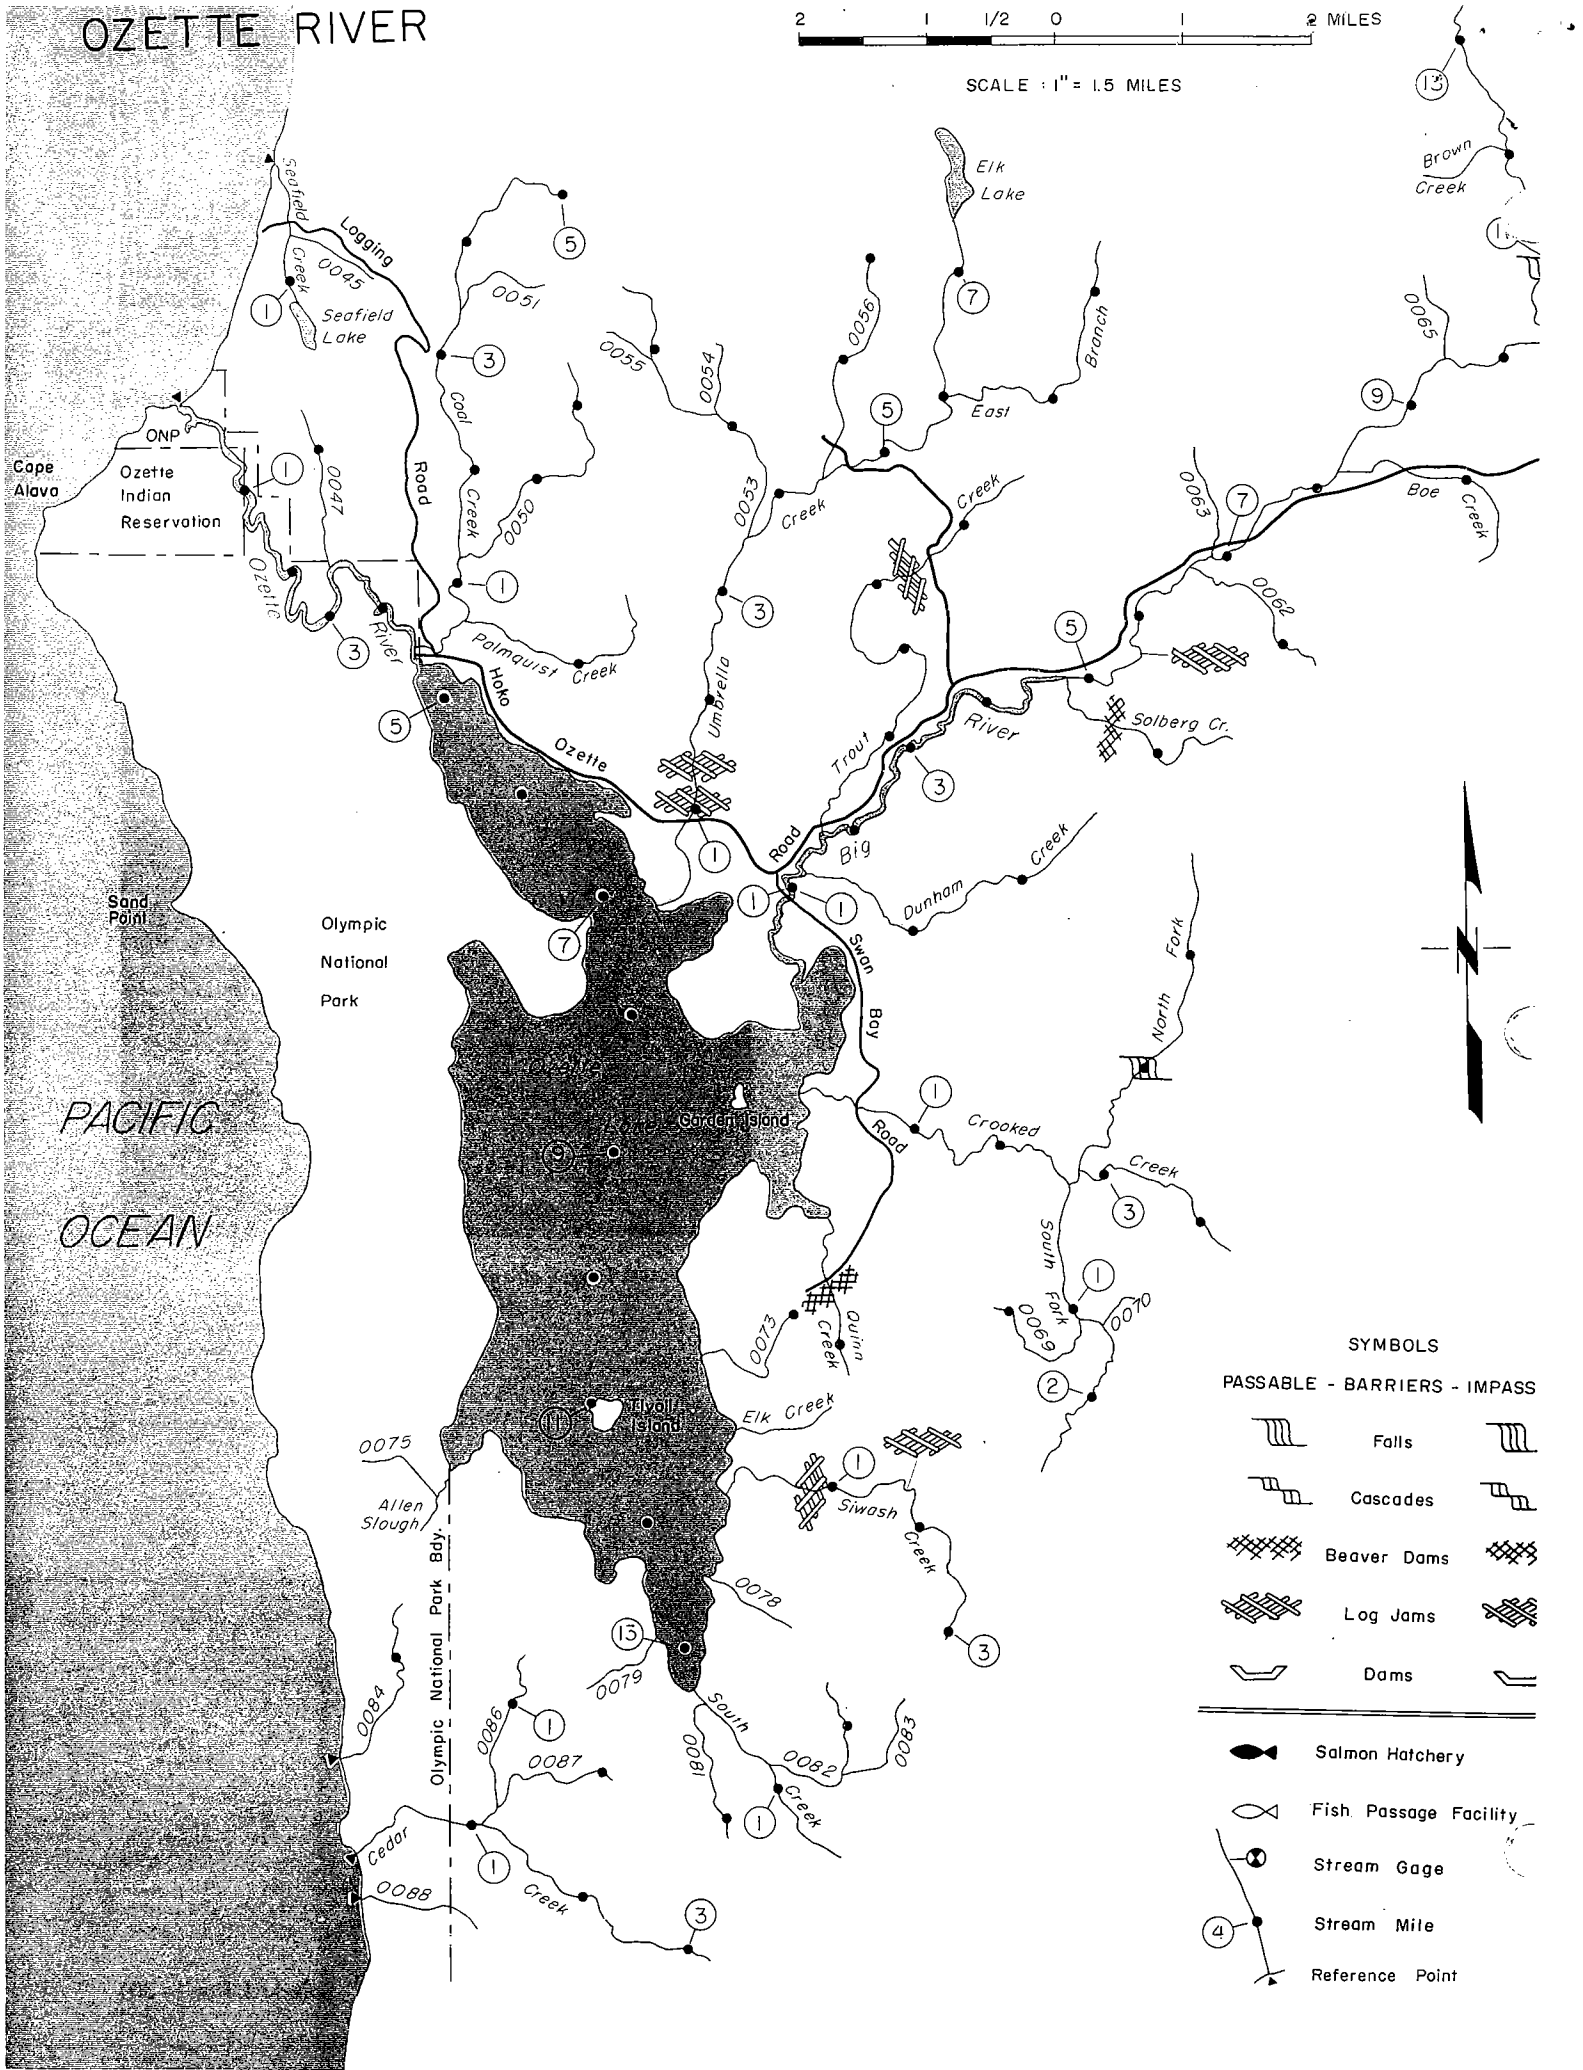 OZETTE RIVER
2 1 1/2 0 1 2 MILES
SCALE : 1" = 1.5 MILES
13
Brown
Creek
Elk
Lake
Seafield
Creek
Logging
Road
0045
1
Seafield
Lake
5
0051
3
Coal
Creek
0050
1
Palmquist Creek
0055
0054
0053
0056
7
East Branch
5
Creek
3
Umbrella
1
Creek
Trout
0065
9
0063
7
Boe Creek
0062
5
Solberg Cr.
River
3
Big
ONP
Cape
Alava
Ozette
Indian
Reservation
1
0047
Ozette
River
3
5
Hoko
Ozette
Road
1
1
Dunham Creek
Swan
Bay
Road
Sand
Point
Olympic
National
Park
7
North Fork
PACIFIC
OCEAN
Garden Island
9
1
Crooked
Creek
3
South Fork
1
0069
0070
2
0073
Quinn
Creek
11
Tivoli
Island
Elk Creek
0075
Allen
Slough
1
Siwash
Creek
3
0078
13
0079
Olympic National Park Bdy.
0084
0086
1
0087
South
Creek
0081
0082
0083
1
Cedar
Creek
1
3
0088
SYMBOLS
PASSABLE - BARRIERS - IMPASS
Falls
Cascades
Beaver Dams
Log Jams
Dams
Salmon Hatchery
Fish Passage Facility
Stream Gage
4
Stream Mile
Reference Point
N